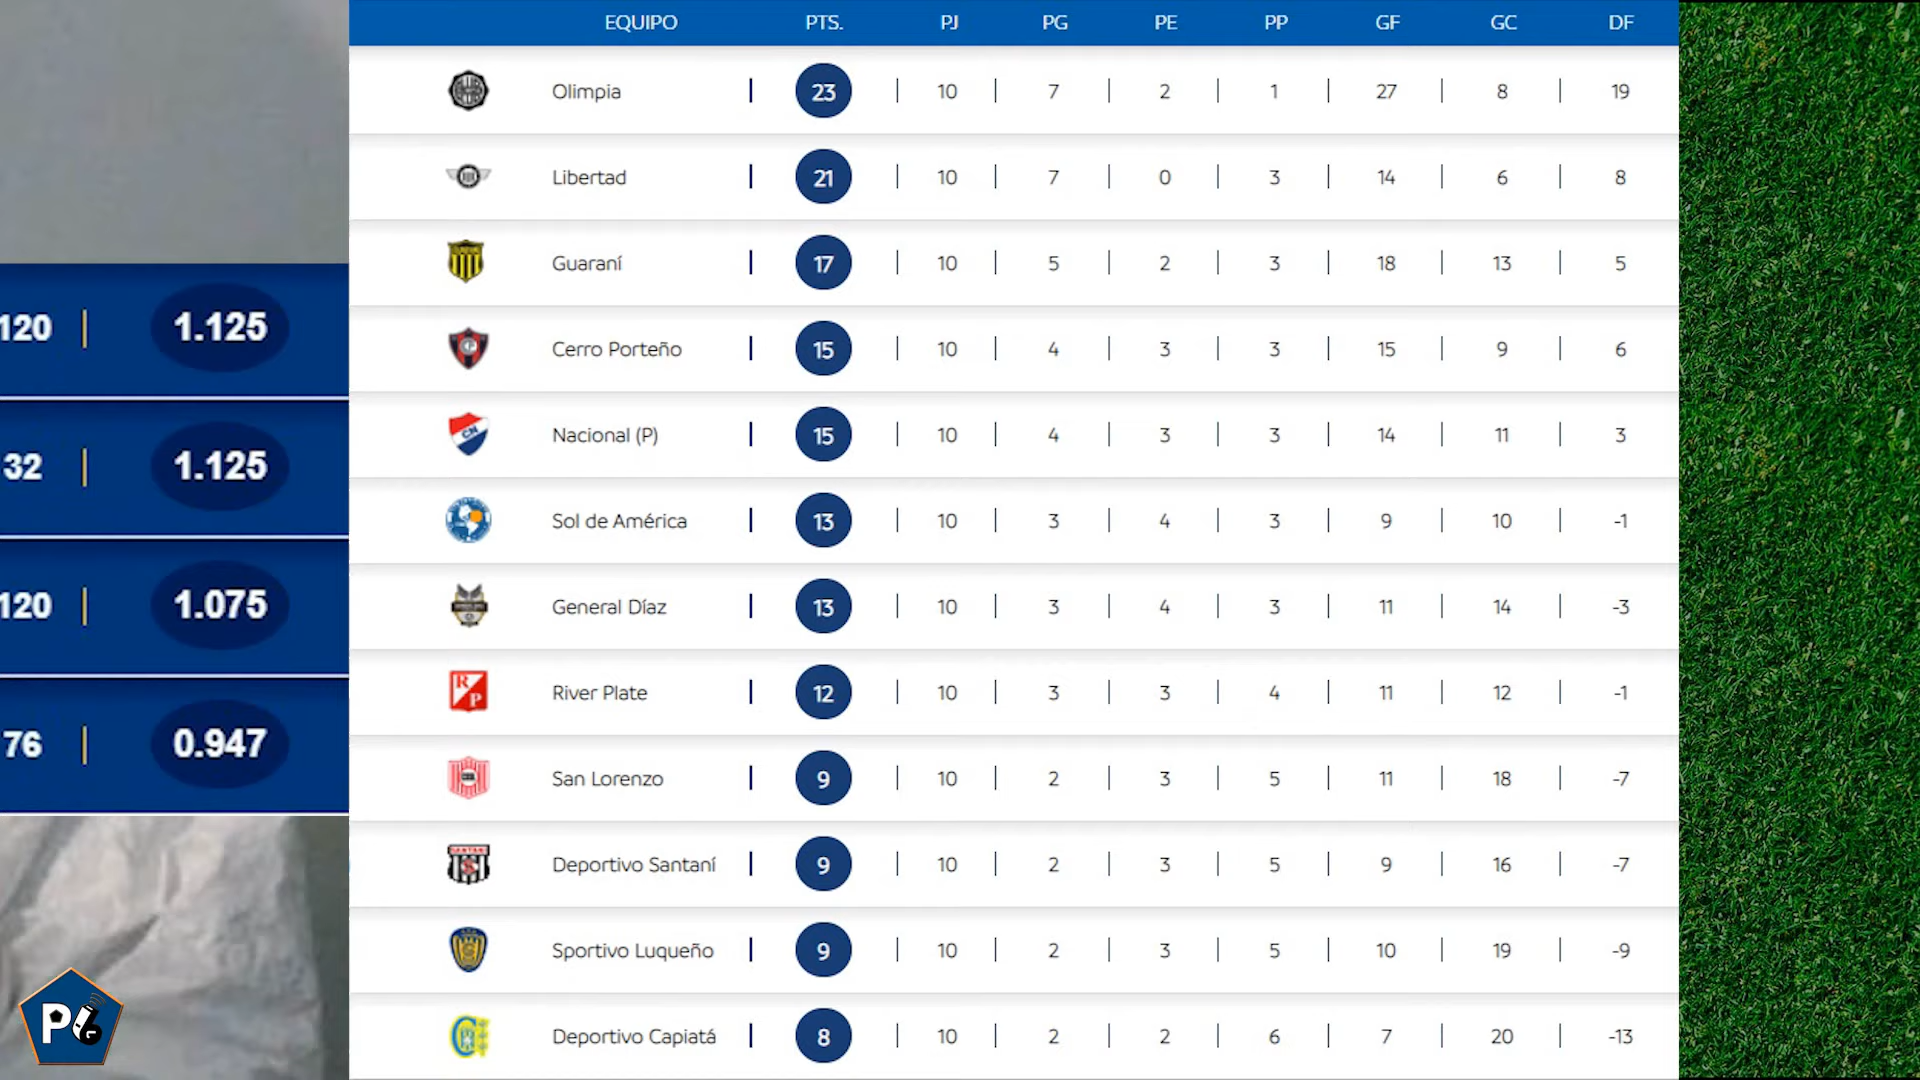 EQUIPO PTS. PJ PG PE PP GF GC DF
Olimpia 23 10 7 2 1 27 8 19
Libertad 21 10 7 0 3 14 6 8
Guaraní 17 10 5 2 3 18 13 5
Cerro Porteño 15 10 4 3 3 15 9 6
Nacional (P) 15 10 4 3 3 14 11 3
Sol de América 13 10 3 4 3 9 10 -1
General Díaz 13 10 3 4 3 11 14 -3
River Plate 12 10 3 3 4 11 12 -1
San Lorenzo 9 10 2 3 5 11 18 -7
Deportivo Santaní 9 10 2 3 5 9 16 -7
Sportivo Luqueño 9 10 2 3 5 10 19 -9
Deportivo Capiatá 8 10 2 2 6 7 20 -13
120 1.125
32 1.125
120 1.075
76 0.947
CN
R P
SANTANI
P6